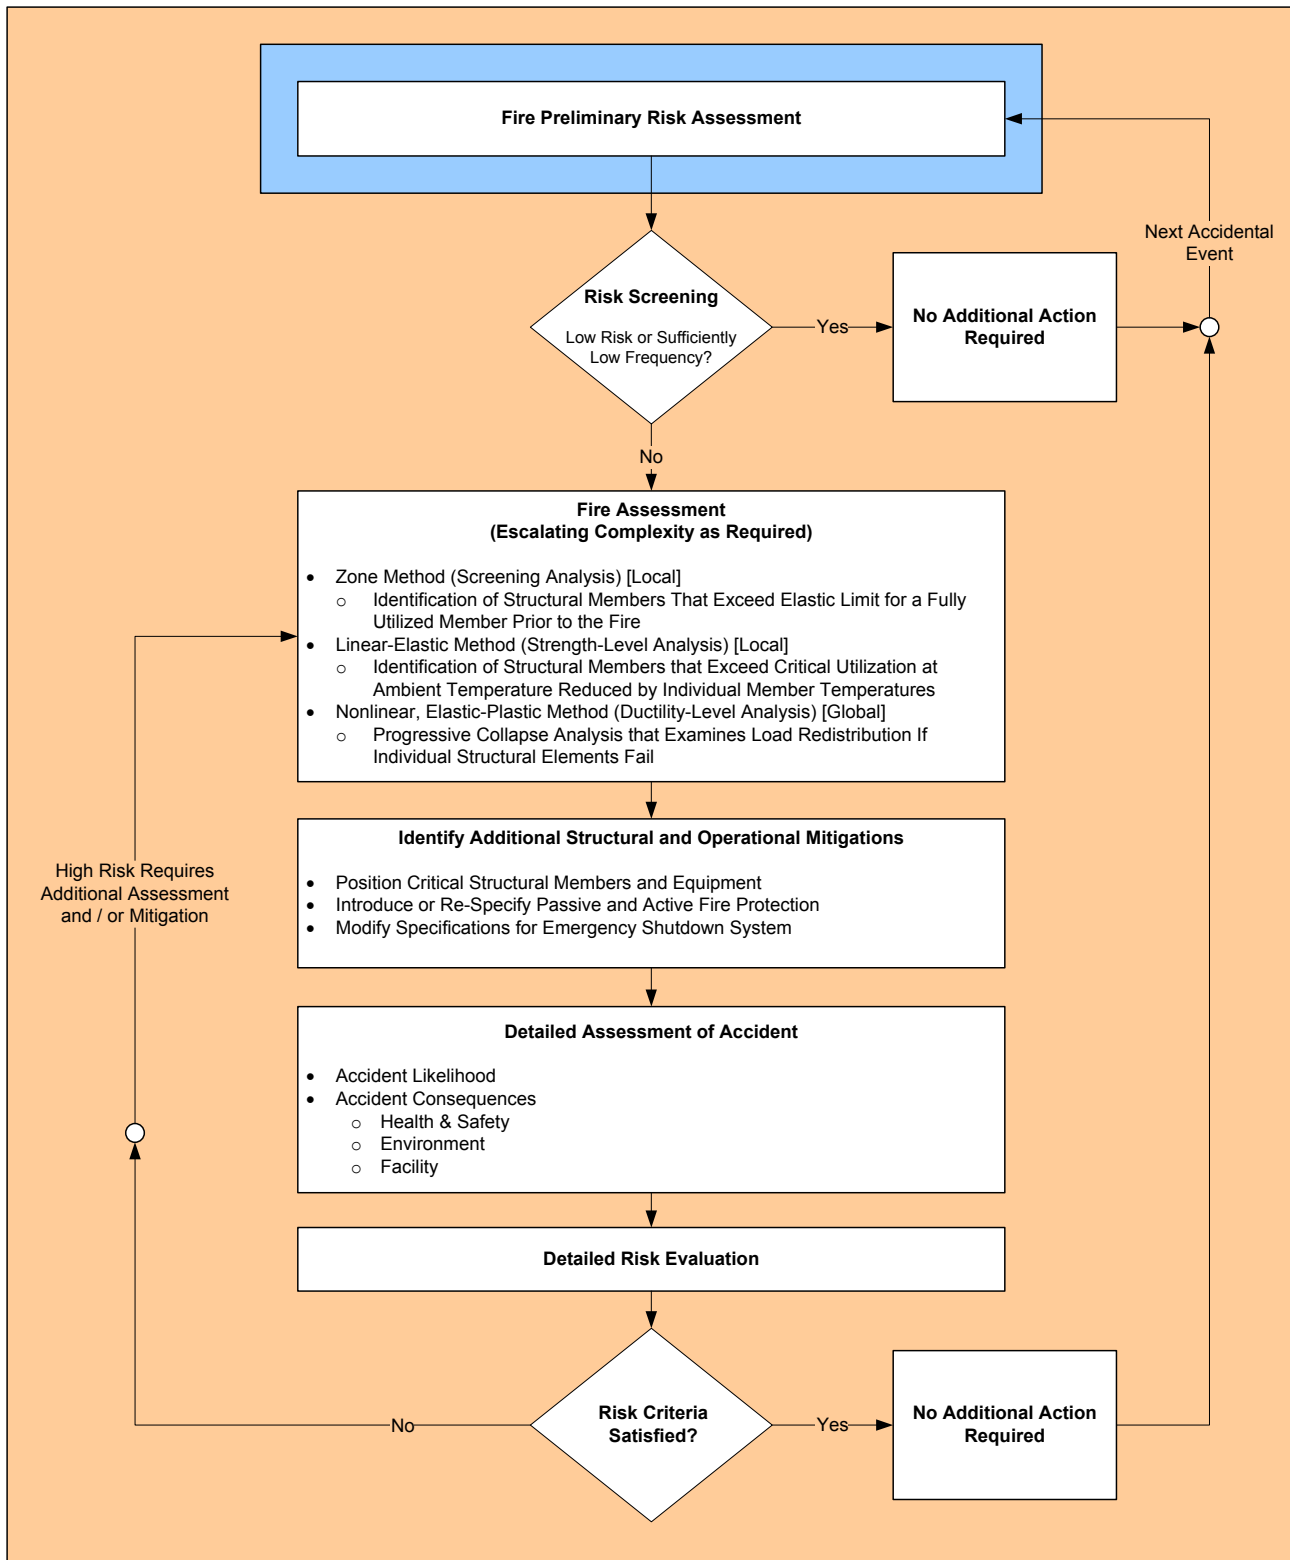 Fire Preliminary Risk Assessment
Next Accidental
Event
Risk Screening
Low Risk or Sufficiently
Low Frequency?
Yes
No Additional Action
Required
No
Fire Assessment
(Escalating Complexity as Required)
• Zone Method (Screening Analysis) [Local]
o Identification of Structural Members That Exceed Elastic Limit for a Fully
Utilized Member Prior to the Fire
• Linear-Elastic Method (Strength-Level Analysis) [Local]
o Identification of Structural Members that Exceed Critical Utilization at
Ambient Temperature Reduced by Individual Member Temperatures
• Nonlinear, Elastic-Plastic Method (Ductility-Level Analysis) [Global]
o Progressive Collapse Analysis that Examines Load Redistribution If
Individual Structural Elements Fail
Identify Additional Structural and Operational Mitigations
• Position Critical Structural Members and Equipment
• Introduce or Re-Specify Passive and Active Fire Protection
• Modify Specifications for Emergency Shutdown System
High Risk Requires
Additional Assessment
and / or Mitigation
Detailed Assessment of Accident
• Accident Likelihood
• Accident Consequences
o Health & Safety
o Environment
o Facility
Detailed Risk Evaluation
Risk Criteria
Satisfied?
No
Yes
No Additional Action
Required